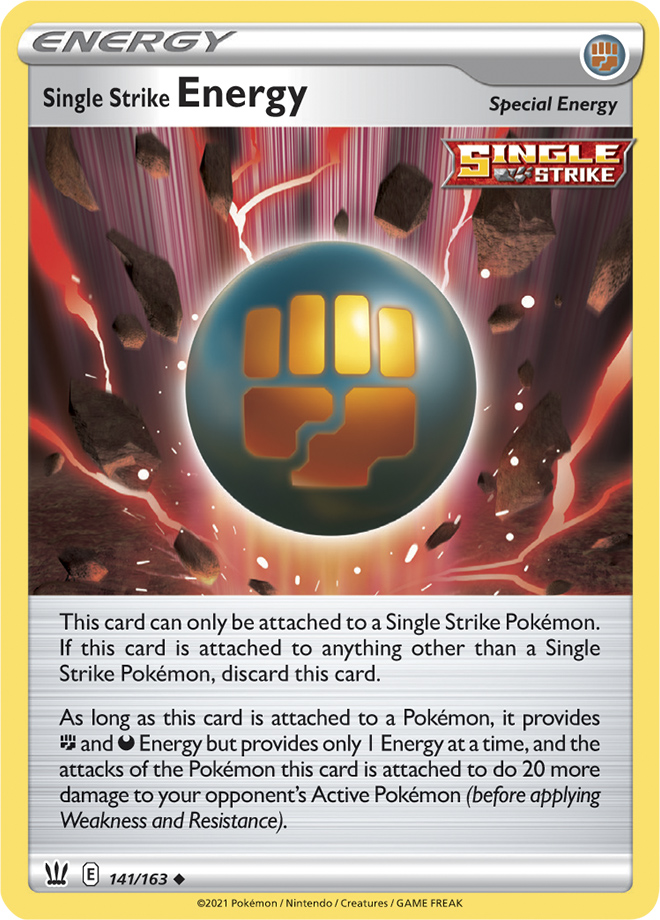 ENERGY
Single Strike Energy
Special Energy
SINGLE
STRIKE
This card can only be attached to a Single Strike Pokémon.
If this card is attached to anything other than a Single
Strike Pokémon, discard this card.
As long as this card is attached to a Pokémon, it provides
and Energy but provides only 1 Energy at a time, and the
attacks of the Pokémon this card is attached to do 20 more
damage to your opponent's Active Pokémon (before applying
Weakness and Resistance).
E 141/163
©2021 Pokémon / Nintendo / Creatures / GAME FREAK